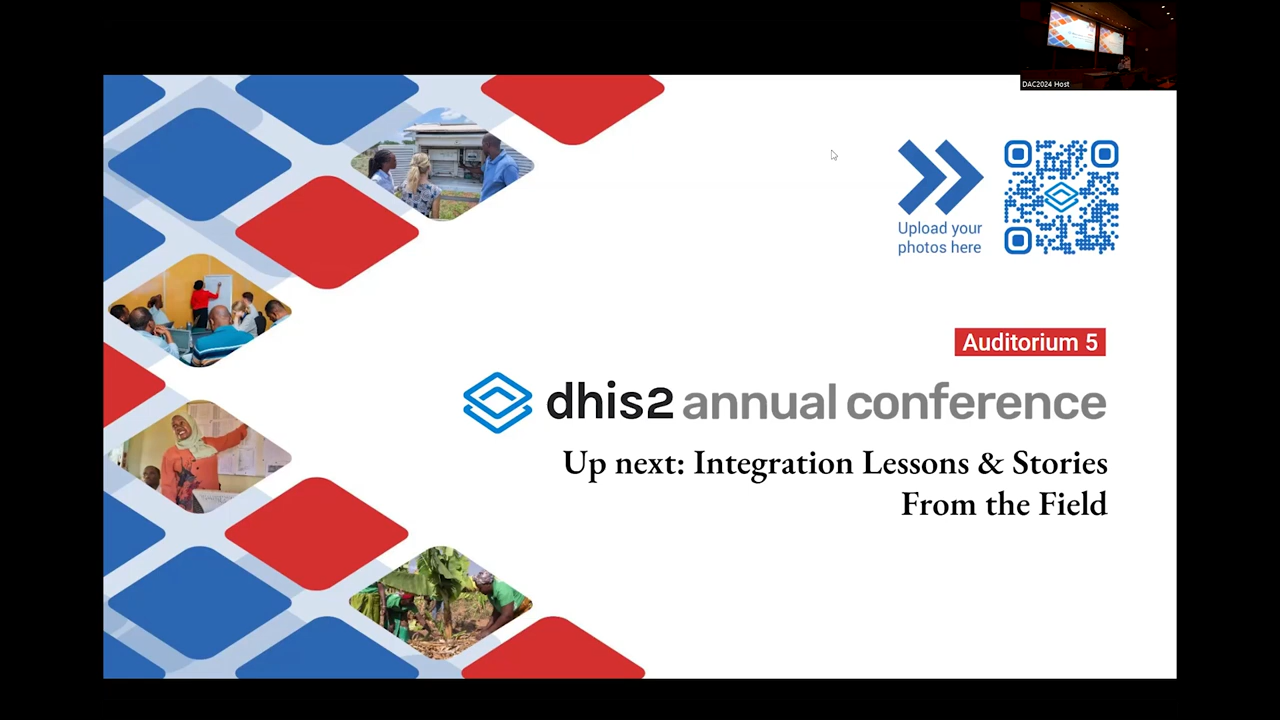 DAC2024 Host
Upload your
photos here
Auditorium 5
dhis2 annual conference
Up next: Integration Lessons & Stories
From the Field